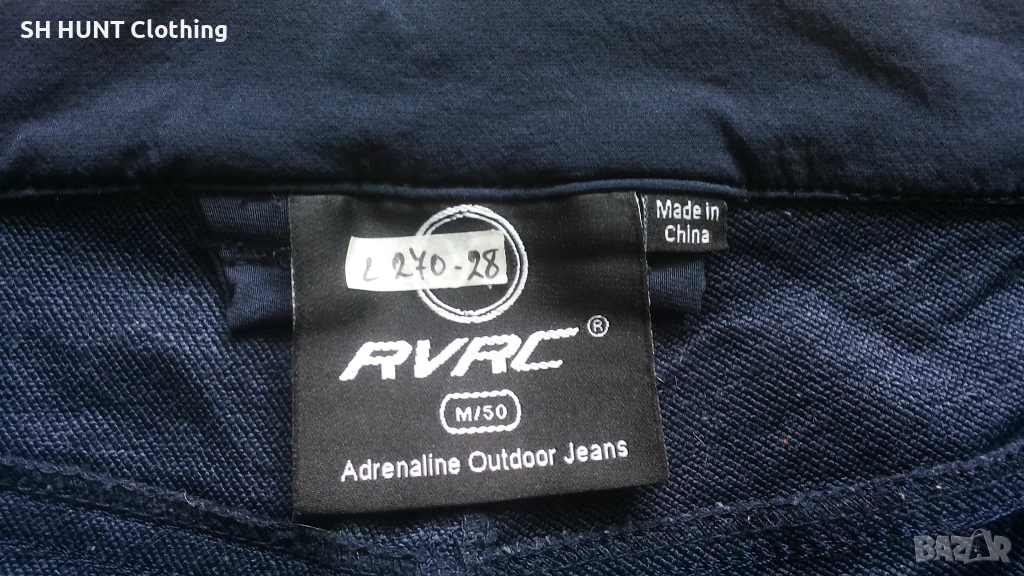 SH HUNT Clothing
Made in
China
L 270-28
RVRC ®
M/50
Adrenaline Outdoor Jeans
BAZAR